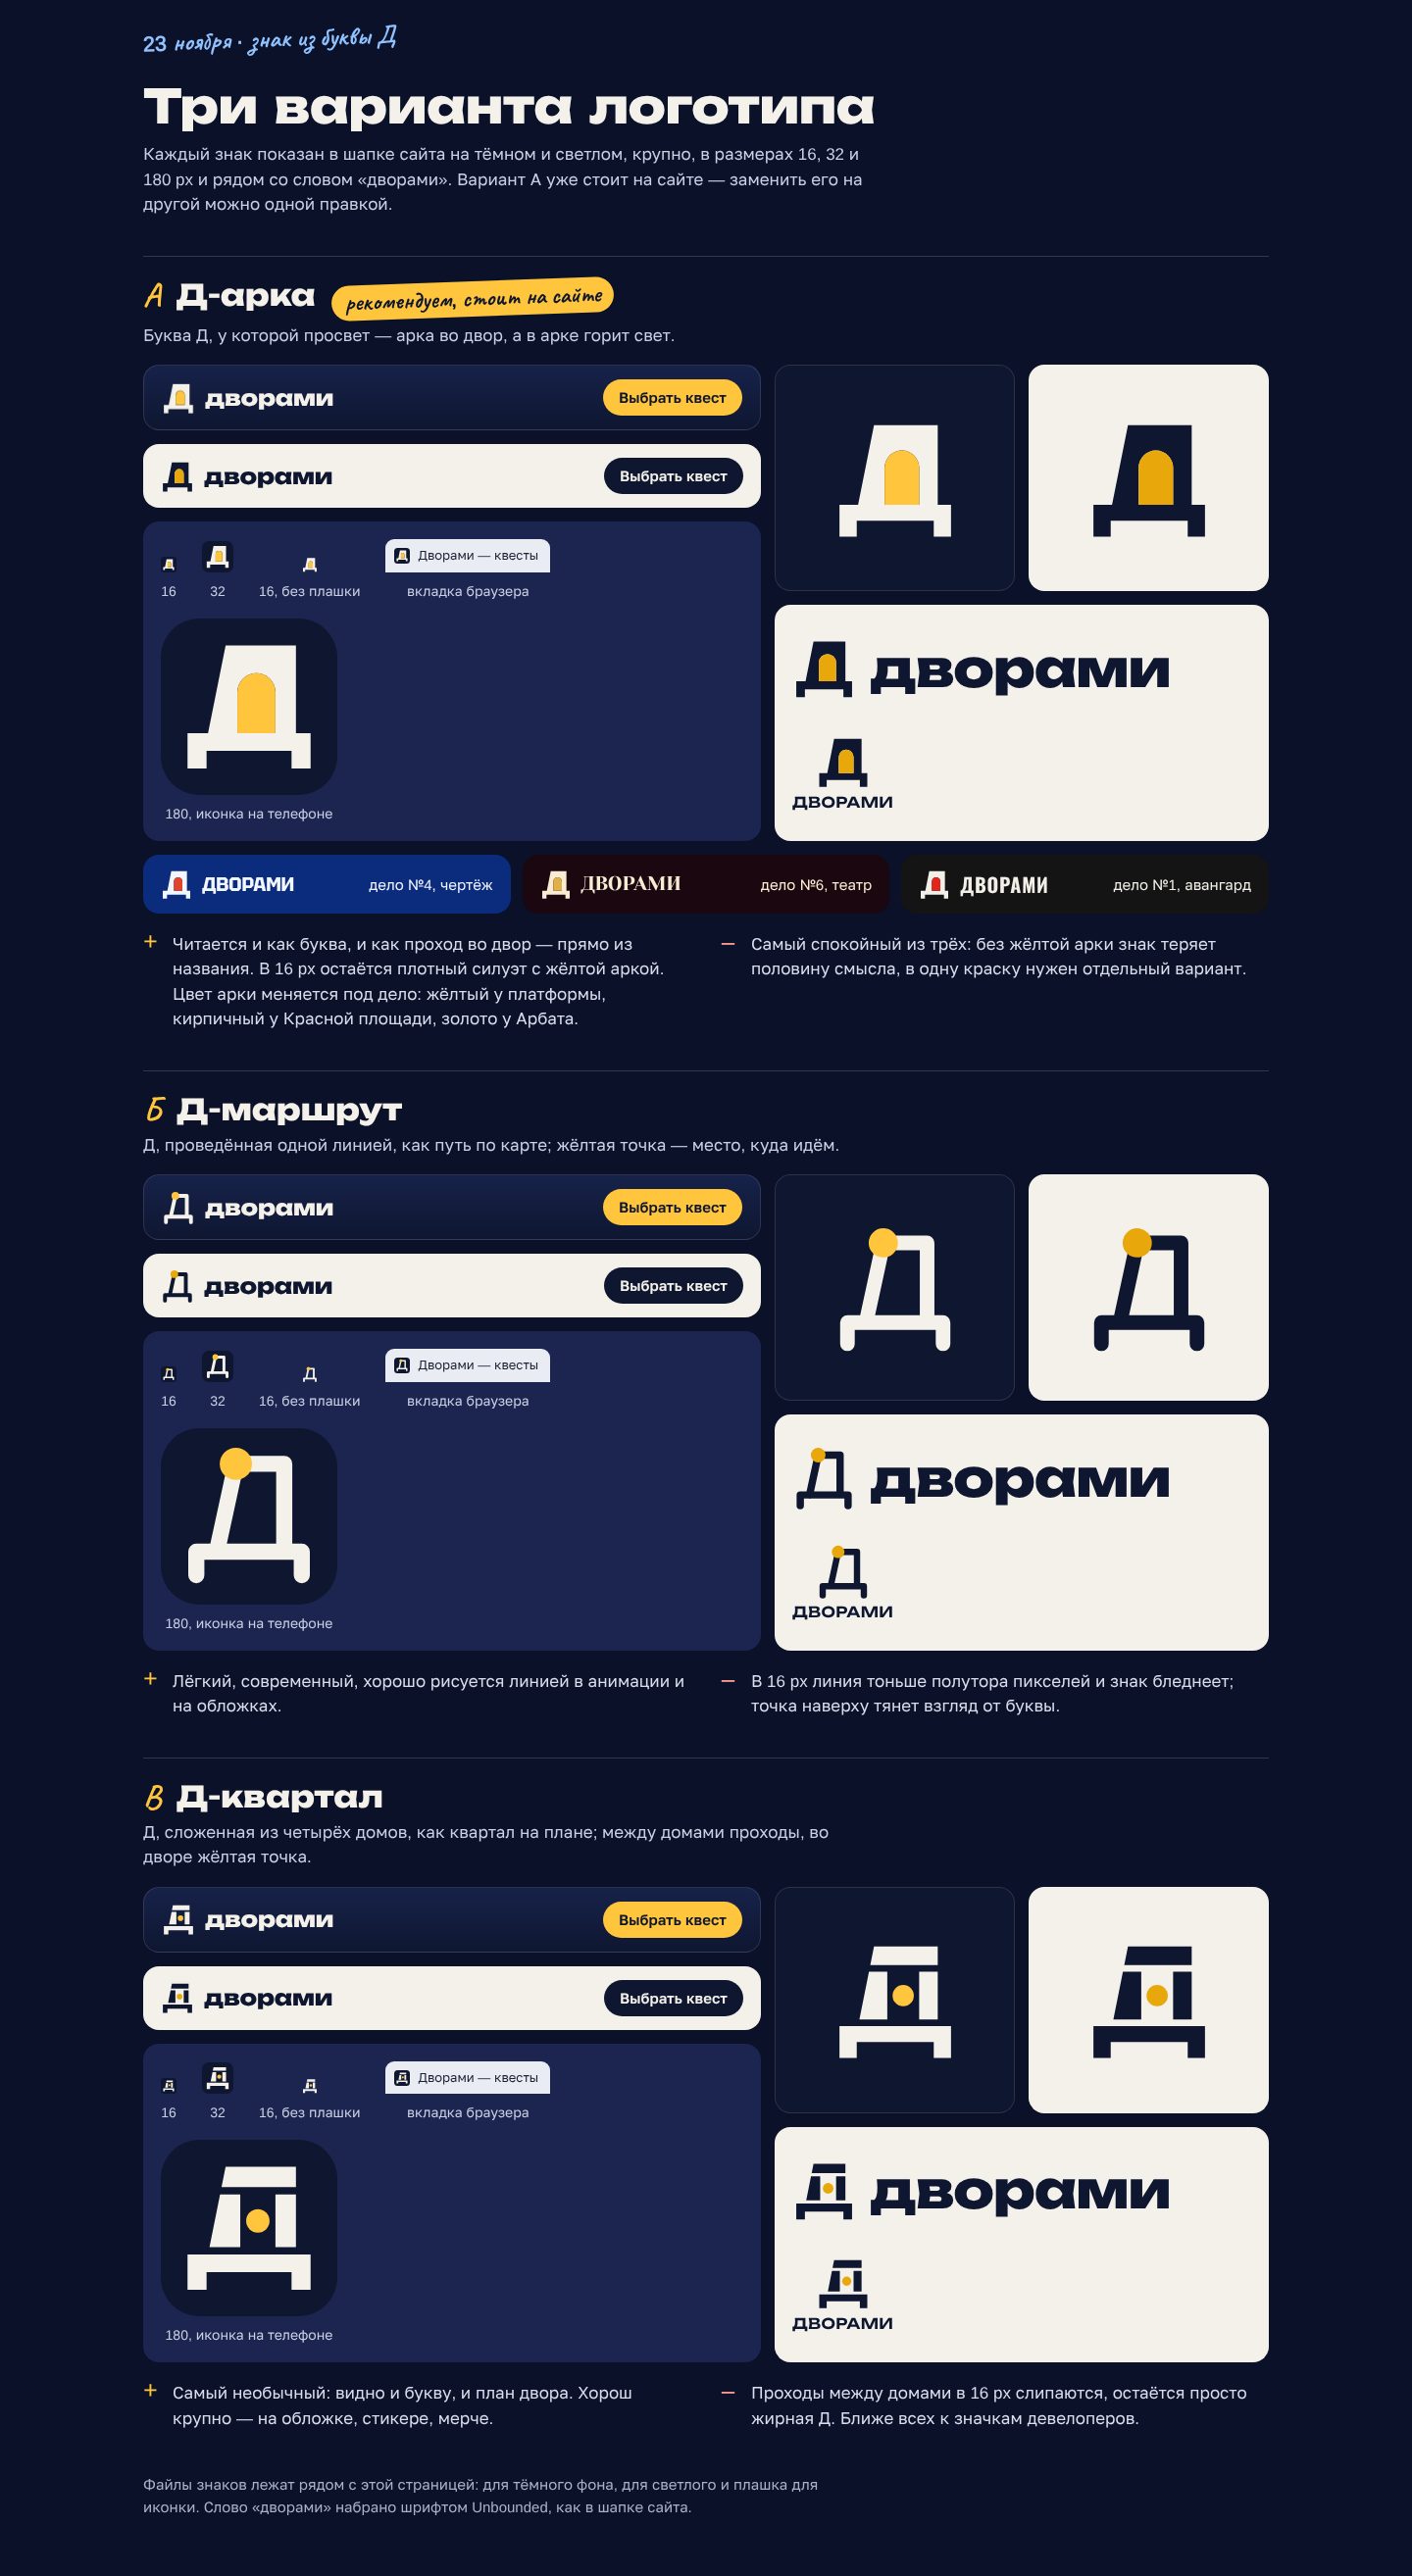 23 ноября · знак из буквы Д
Три варианта логотипа
Каждый знак показан в шапке сайта на тёмном и светлом, крупно, в размерах 16, 32 и
180 px и рядом со словом «дворами». Вариант А уже стоит на сайте — заменить его на
другой можно одной правкой.
А Д-арка рекомендуем, стоит на сайте
Буква Д, у которой просвет — арка во двор, а в арке горит свет.
дворами Выбрать квест
дворами Выбрать квест
Дворами — квесты
16 32 16, без плашки вкладка браузера
180, иконка на телефоне
дворами
ДВОРАМИ
ДВОРАМИ дело №4, чертёж
ДВОРАМИ дело №6, театр
ДВОРАМИ дело №1, авангард
+ Читается и как буква, и как проход во двор — прямо из
названия. В 16 px остаётся плотный силуэт с жёлтой аркой.
Цвет арки меняется под дело: жёлтый у платформы,
кирпичный у Красной площади, золото у Арбата.
— Самый спокойный из трёх: без жёлтой арки знак теряет
половину смысла, в одну краску нужен отдельный вариант.
Б Д-маршрут
Д, проведённая одной линией, как путь по карте; жёлтая точка — место, куда идём.
дворами Выбрать квест
дворами Выбрать квест
Дворами — квесты
16 32 16, без плашки вкладка браузера
180, иконка на телефоне
дворами
ДВОРАМИ
+ Лёгкий, современный, хорошо рисуется линией в анимации и
на обложках.
— В 16 px линия тоньше полутора пикселей и знак бледнеет;
точка наверху тянет взгляд от буквы.
В Д-квартал
Д, сложенная из четырёх домов, как квартал на плане; между домами проходы, во
дворе жёлтая точка.
дворами Выбрать квест
дворами Выбрать квест
Дворами — квесты
16 32 16, без плашки вкладка браузера
180, иконка на телефоне
дворами
ДВОРАМИ
+ Самый необычный: видно и букву, и план двора. Хорош
крупно — на обложке, стикере, мерче.
— Проходы между домами в 16 px слипаются, остаётся просто
жирная Д. Ближе всех к значкам девелоперов.
Файлы знаков лежат рядом с этой страницей: для тёмного фона, для светлого и плашка для
иконки. Слово «дворами» набрано шрифтом Unbounded, как в шапке сайта.